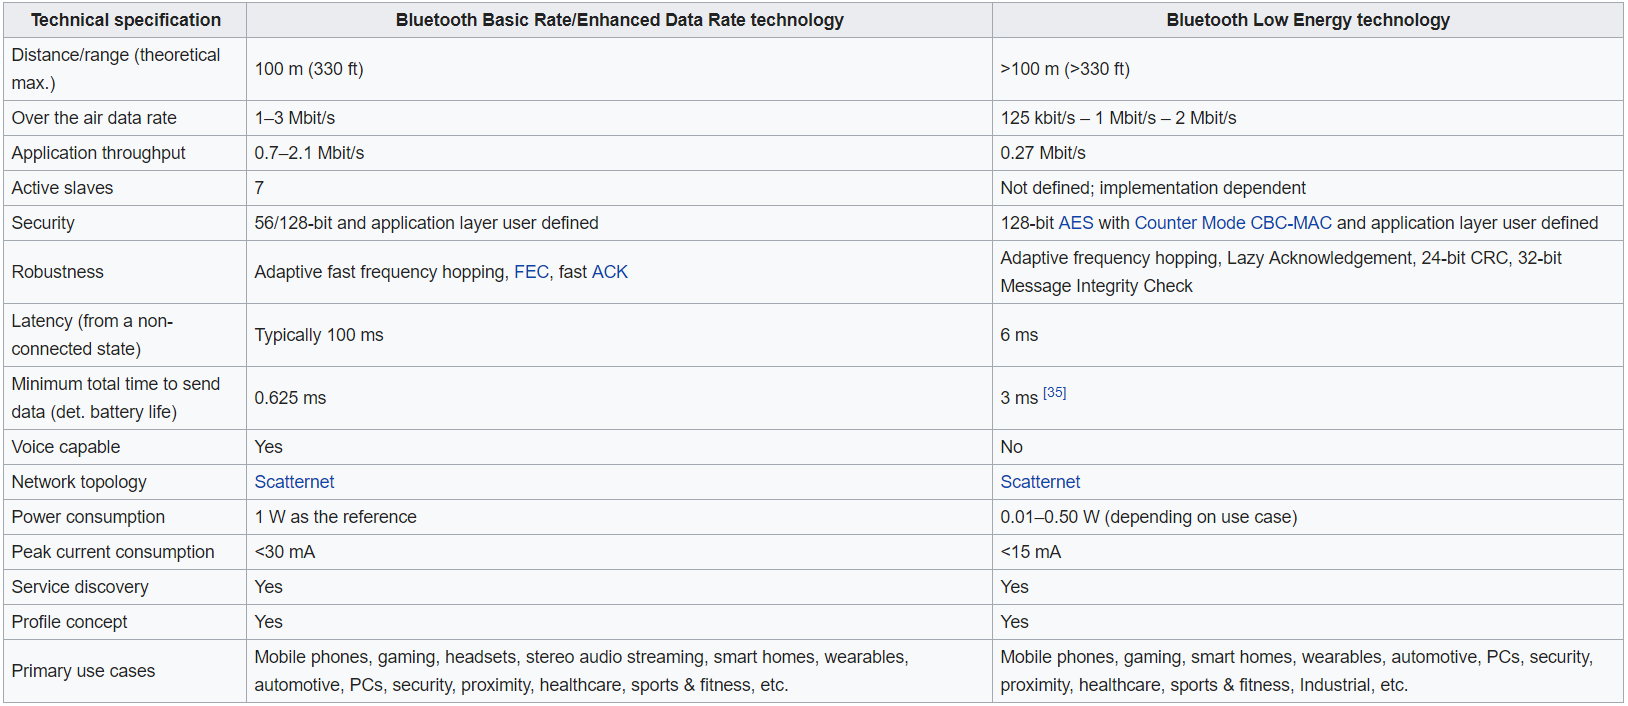 Technical specification Bluetooth Basic Rate/Enhanced Data Rate technology Bluetooth Low Energy technology
Distance/range (theoretical
max.) 100 m (330 ft) >100 m (>330 ft)
Over the air data rate 1–3 Mbit/s 125 kbit/s – 1 Mbit/s – 2 Mbit/s
Application throughput 0.7–2.1 Mbit/s 0.27 Mbit/s
Active slaves 7 Not defined; implementation dependent
Security 56/128-bit and application layer user defined 128-bit AES with Counter Mode CBC-MAC and application layer user defined
Robustness Adaptive fast frequency hopping, FEC, fast ACK Adaptive frequency hopping, Lazy Acknowledgement, 24-bit CRC, 32-bit
Message Integrity Check
Latency (from a non-
connected state) Typically 100 ms 6 ms
Minimum total time to send
data (det. battery life) 0.625 ms 3 ms [35]
Voice capable Yes No
Network topology Scatternet Scatternet
Power consumption 1 W as the reference 0.01–0.50 W (depending on use case)
Peak current consumption <30 mA <15 mA
Service discovery Yes Yes
Profile concept Yes Yes
Primary use cases Mobile phones, gaming, headsets, stereo audio streaming, smart homes, wearables,
automotive, PCs, security, proximity, healthcare, sports & fitness, etc.
Mobile phones, gaming, smart homes, wearables, automotive, PCs, security,
proximity, healthcare, sports & fitness, Industrial, etc.